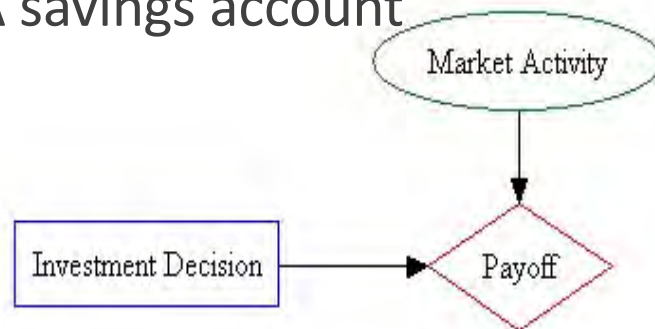 A savings account
Market Activity
Investment Decision
Payoff